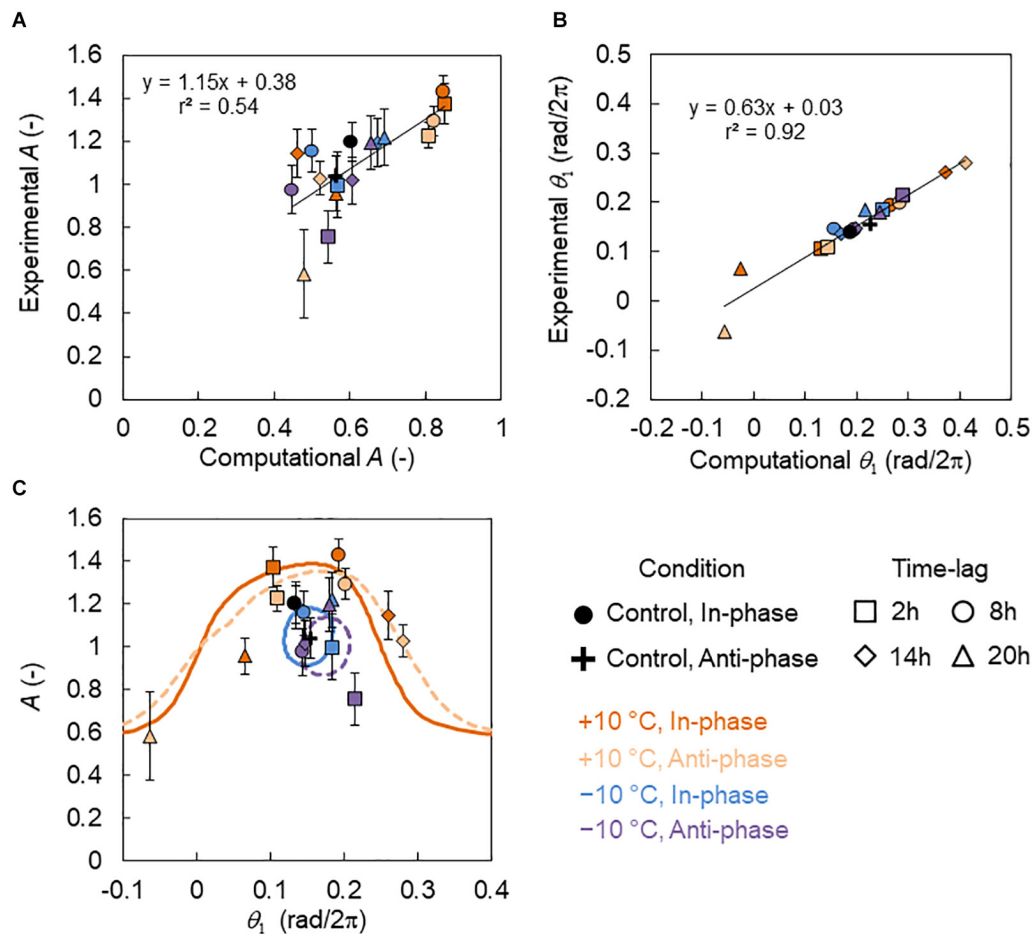 A
Experimental A (-)
1.6
1.4
1.2
1
0.8
0.6
0.4
0.2
0
y = 1.15x + 0.38
r² = 0.54
0 0.2 0.4 0.6 0.8 1
Computational A (-)
B
Experimental θ₁ (rad/2π)
0.5
0.4
0.3
0.2
0.1
0
-0.1
-0.2
y = 0.63x + 0.03
r² = 0.92
-0.2 -0.1 0 0.1 0.2 0.3 0.4 0.5
Computational θ₁ (rad/2π)
C
A (-)
1.6
1.4
1.2
1
0.8
0.6
0.4
0.2
0
-0.1 0 0.1 0.2 0.3 0.4
θ₁ (rad/2π)
Condition
Control, In-phase
Control, Anti-phase
+10 °C, In-phase
+10 °C, Anti-phase
−10 °C, In-phase
−10 °C, Anti-phase
Time-lag
2h 8h
14h 20h